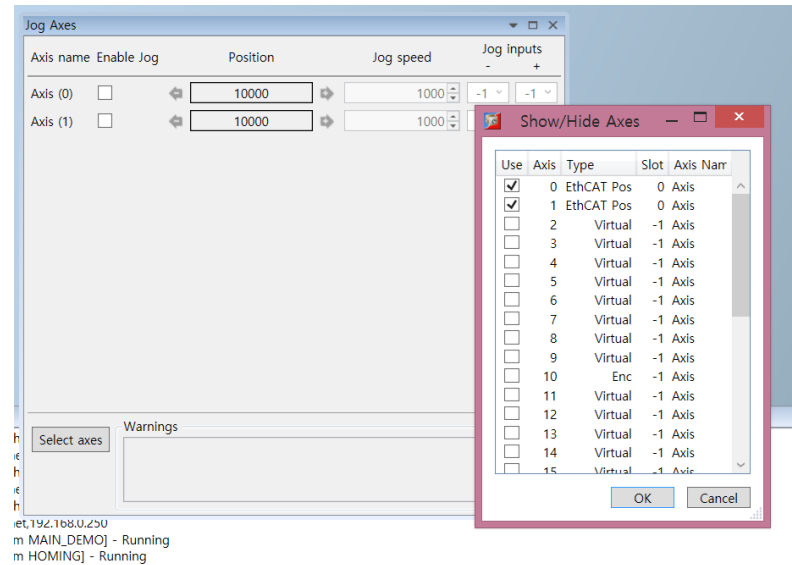 Jog Axes
Axis name Enable Jog Position Jog speed Jog inputs
- +
Axis (0) 10000 1000 -1 -1
Axis (1) 10000 1000
Select axes
Warnings
Show/Hide Axes
Use Axis Type Slot Axis Nam
0 EthCAT Pos 0 Axis
1 EthCAT Pos 0 Axis
2 Virtual -1 Axis
3 Virtual -1 Axis
4 Virtual -1 Axis
5 Virtual -1 Axis
6 Virtual -1 Axis
7 Virtual -1 Axis
8 Virtual -1 Axis
9 Virtual -1 Axis
10 Enc -1 Axis
11 Virtual -1 Axis
12 Virtual -1 Axis
13 Virtual -1 Axis
14 Virtual -1 Axis
15 Virtual -1 Axis
OK Cancel
et,192.168.0.250
m MAIN_DEMO] - Running
m HOMING] - Running